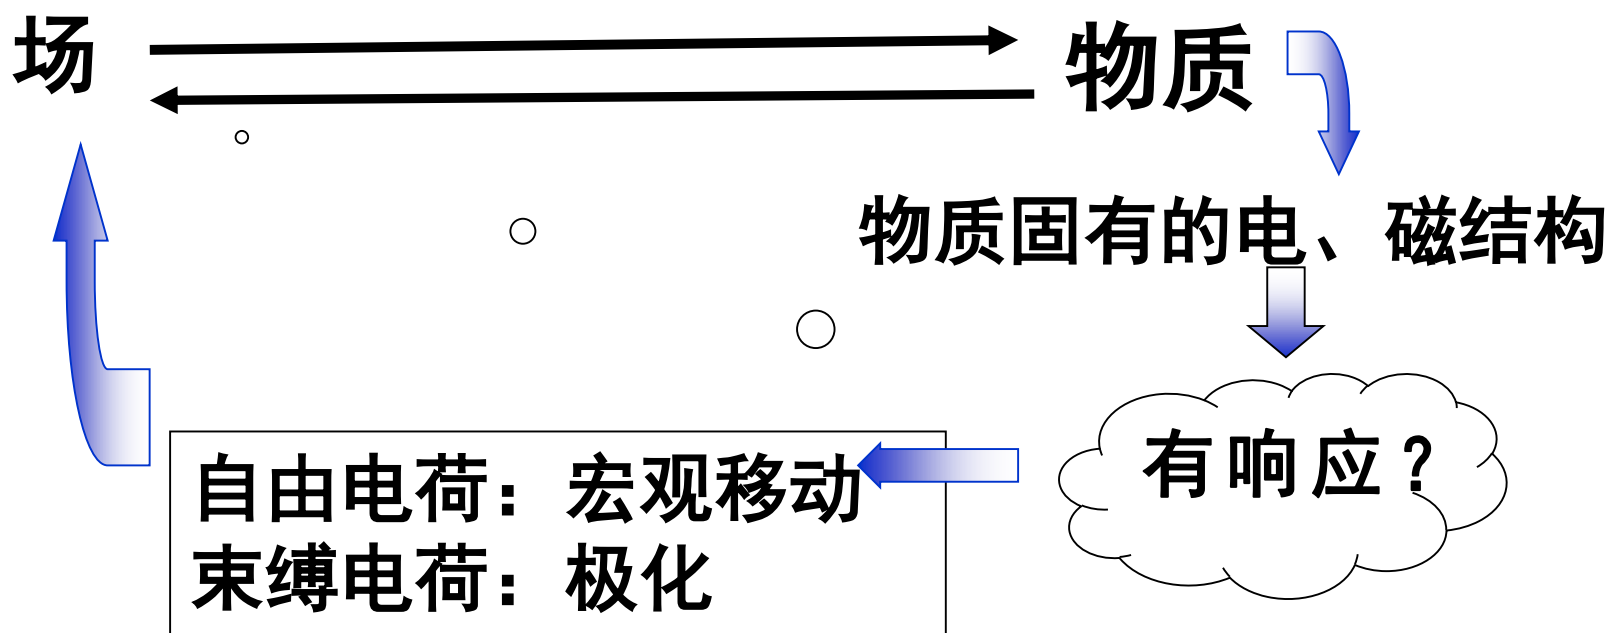 场
物质
物质固有的电、磁结构
有响应？
自由电荷：宏观移动
束缚电荷：极化